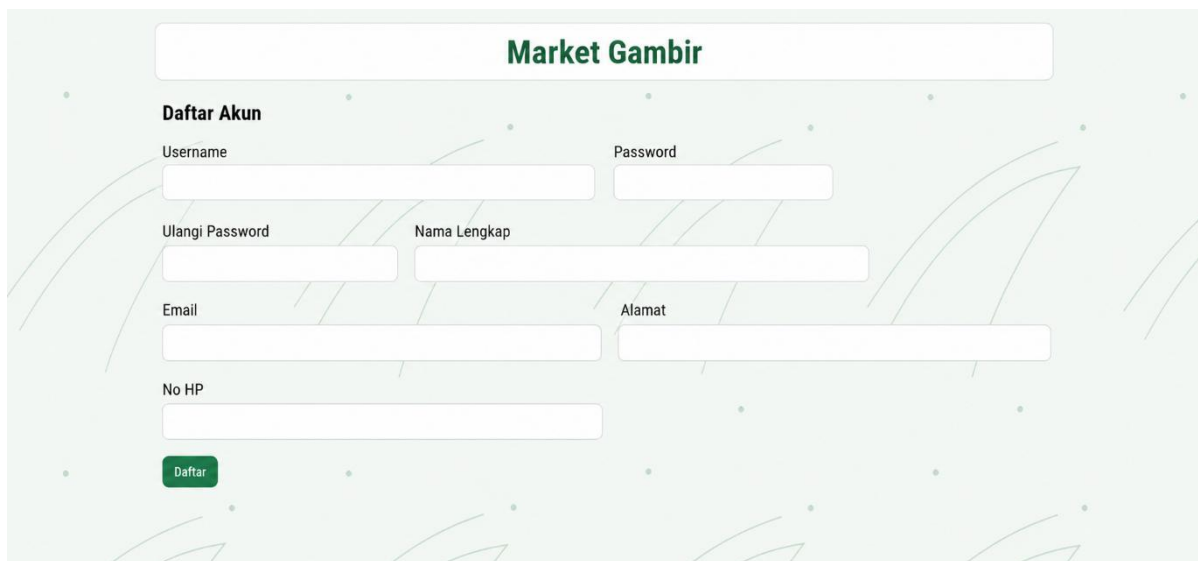 Market Gambir
Daftar Akun
Username
Password
Ulangi Password
Nama Lengkap
Email
Alamat
No HP
Daftar